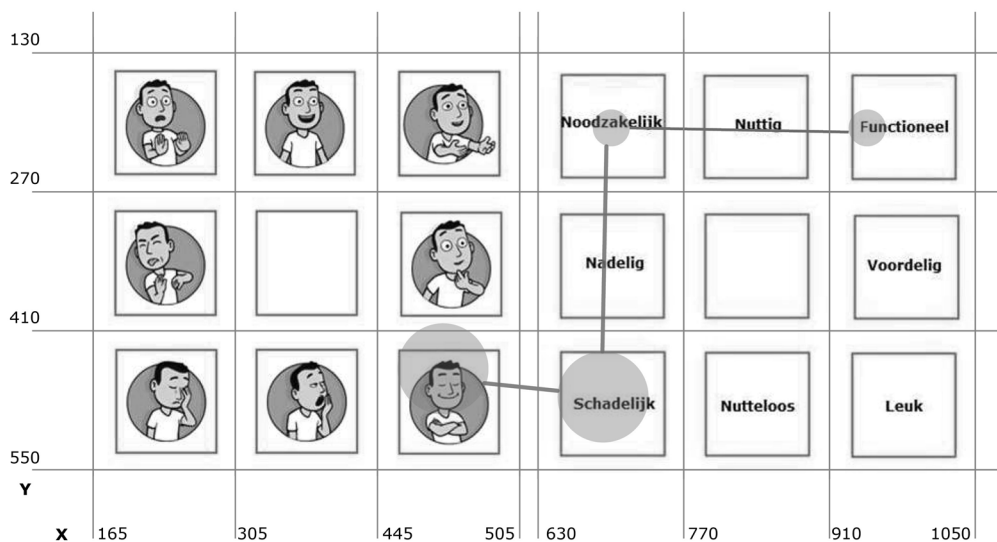 130
Noodzakelijk Nuttig Functioneel
270
Nadelig Voordelig
410
Schadelijk Nutteloos Leuk
550
Y
X 165 305 445 505 630 770 910 1050